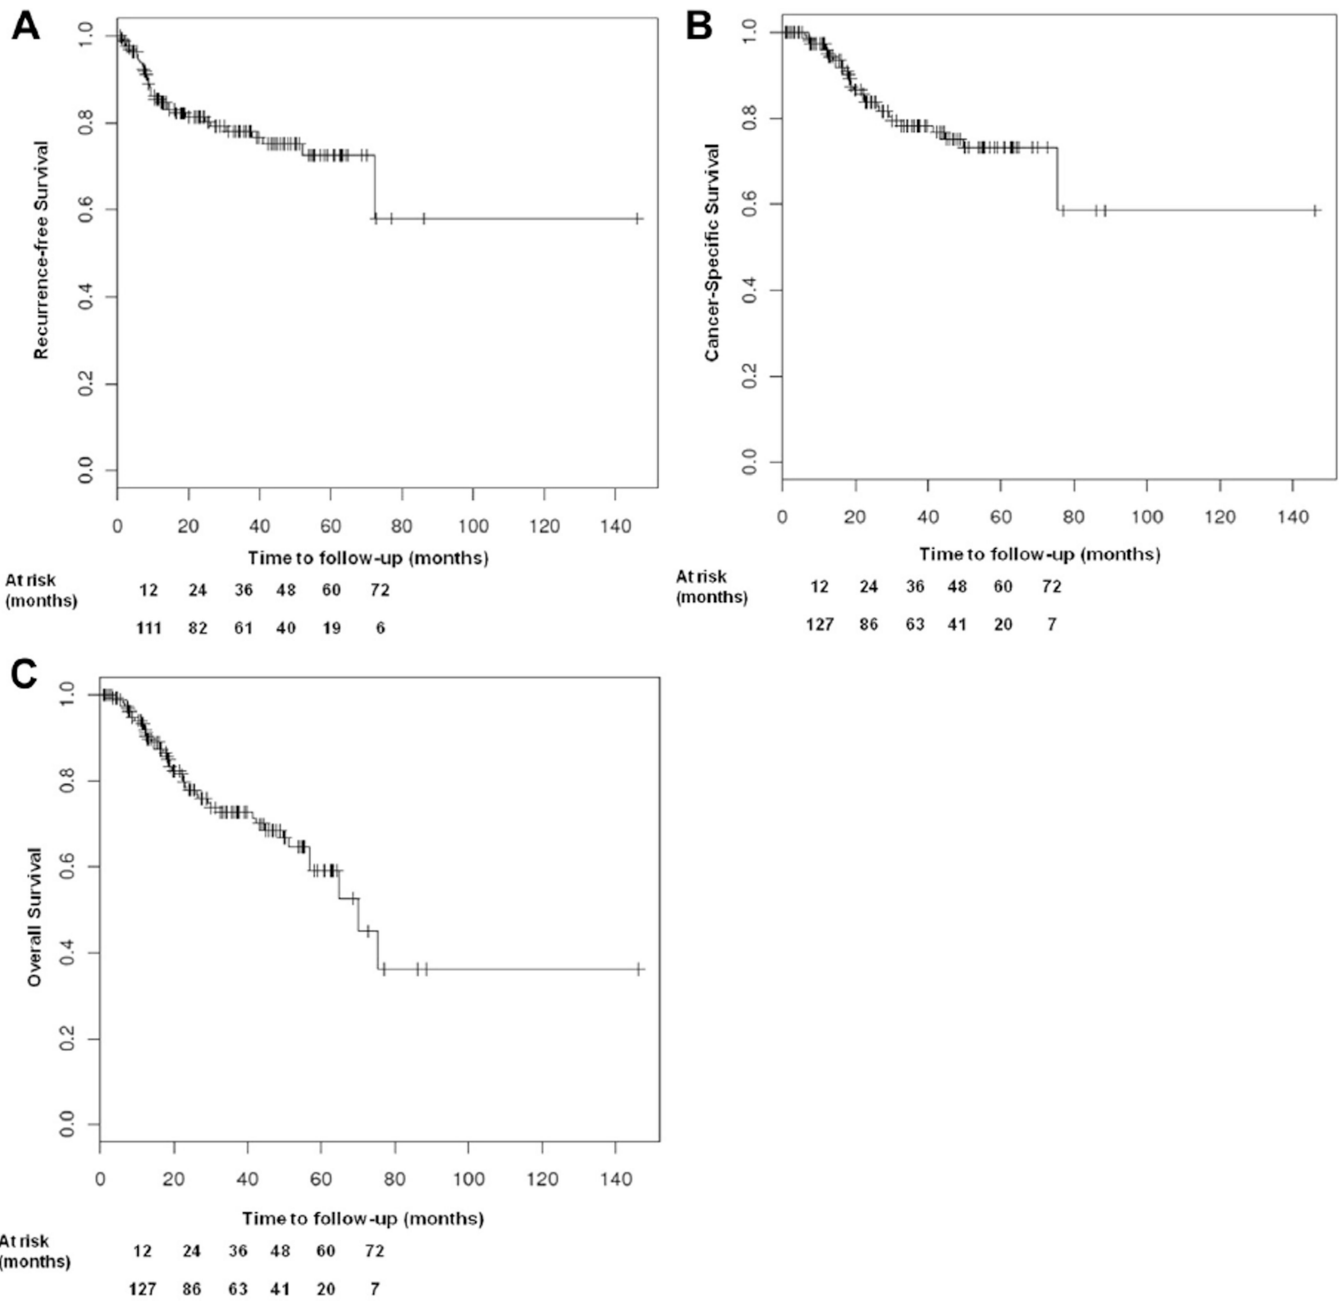 A
1.0
0.8
0.6
0.4
0.2
0.0
Recurrence-free Survival
0 20 40 60 80 100 120 140
Time to follow-up (months)
At risk
(months)
12 24 36 48 60 72
111 82 61 40 19 6
B
1.0
0.8
0.6
0.4
0.2
0.0
Cancer-Specific Survival
0 20 40 60 80 100 120 140
Time to follow-up (months)
At risk
(months)
12 24 36 48 60 72
127 86 63 41 20 7
C
1.0
0.8
0.6
0.4
0.2
0.0
Overall Survival
0 20 40 60 80 100 120 140
Time to follow-up (months)
At risk
(months)
12 24 36 48 60 72
127 86 63 41 20 7